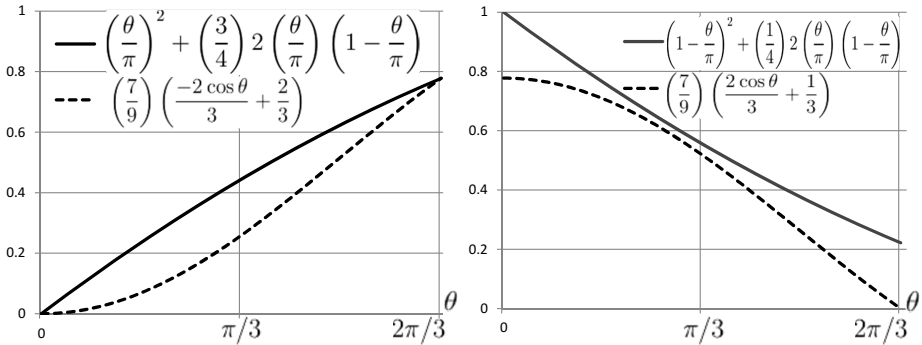 1
(θ/π)² + (3/4) 2 (θ/π) (1 − θ/π)
0.8
(7/9) (−2 cos θ/3 + 2/3)
0.6
0.4
0.2
0
0 π/3 2π/3 θ
1
(1 − θ/π)² + (1/4) 2 (θ/π) (1 − θ/π)
0.8
(7/9) (2 cos θ/3 + 1/3)
0.6
0.4
0.2
0
0 π/3 2π/3 θ